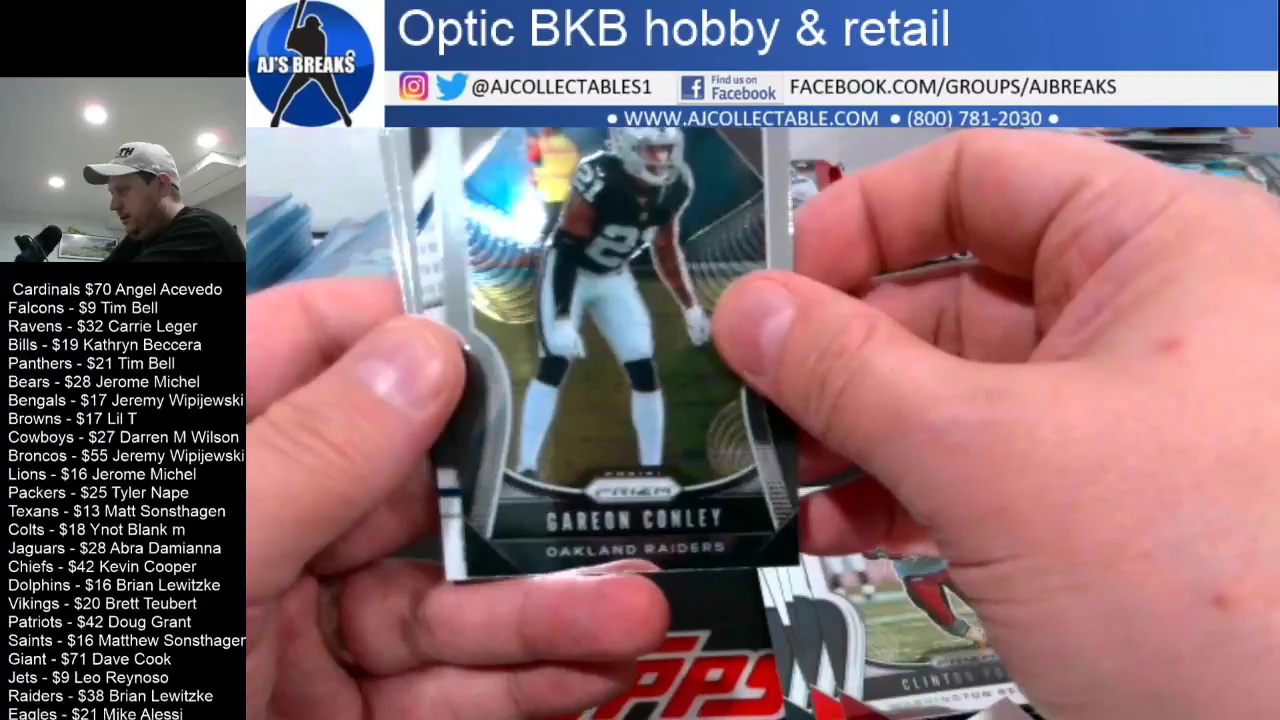 Optic BKB hobby & retail
AJ'S BREAKS
@AJCOLLECTABLES1
Find us on
Facebook
FACEBOOK.COM/GROUPS/AJBREAKS
● WWW.AJCOLLECTABLE.COM ● (800) 781-2030 ●
Cardinals $70 Angel Acevedo
Falcons - $9 Tim Bell
Ravens - $32 Carrie Leger
Bills - $19 Kathryn Beccera
Panthers - $21 Tim Bell
Bears - $28 Jerome Michel
Bengals - $17 Jeremy Wipijewski
Browns - $17 Lil T
Cowboys - $27 Darren M Wilson
Broncos - $55 Jeremy Wipijewski
Lions - $16 Jerome Michel
Packers - $25 Tyler Nape
Texans - $13 Matt Sonsthagen
Colts - $18 Ynot Blank m
Jaguars - $28 Abra Damianna
Chiefs - $42 Kevin Cooper
Dolphins - $16 Brian Lewitzke
Vikings - $20 Brett Teubert
Patriots - $42 Doug Grant
Saints - $16 Matthew Sonsthagen
Giant - $71 Dave Cook
Jets - $9 Leo Reynoso
Raiders - $38 Brian Lewitzke
Eagles - $21 Mike Alessi
21
21
PANINI
PRIZM
GAREON CONLEY
OAKLAND RAIDERS
PRIZM
CLINTON